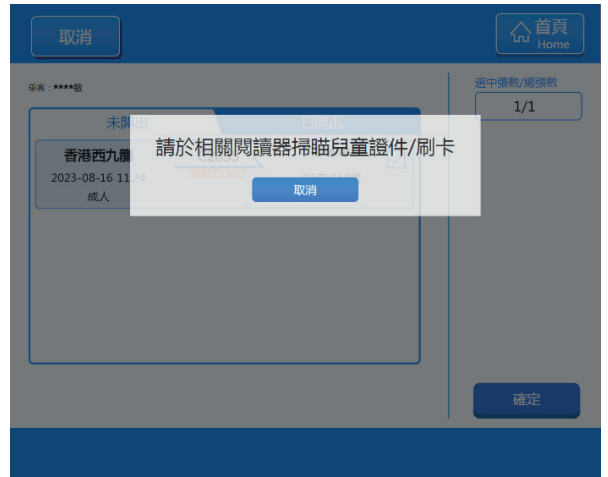 取消
首頁
Home
乘客 : ****敏
選中張數/總張數
1/1
未開出
已開出
請於相關閱讀器掃瞄兒童證件/刷卡
取消
香港西九龍
2023-08-16 11:24
成人
確定